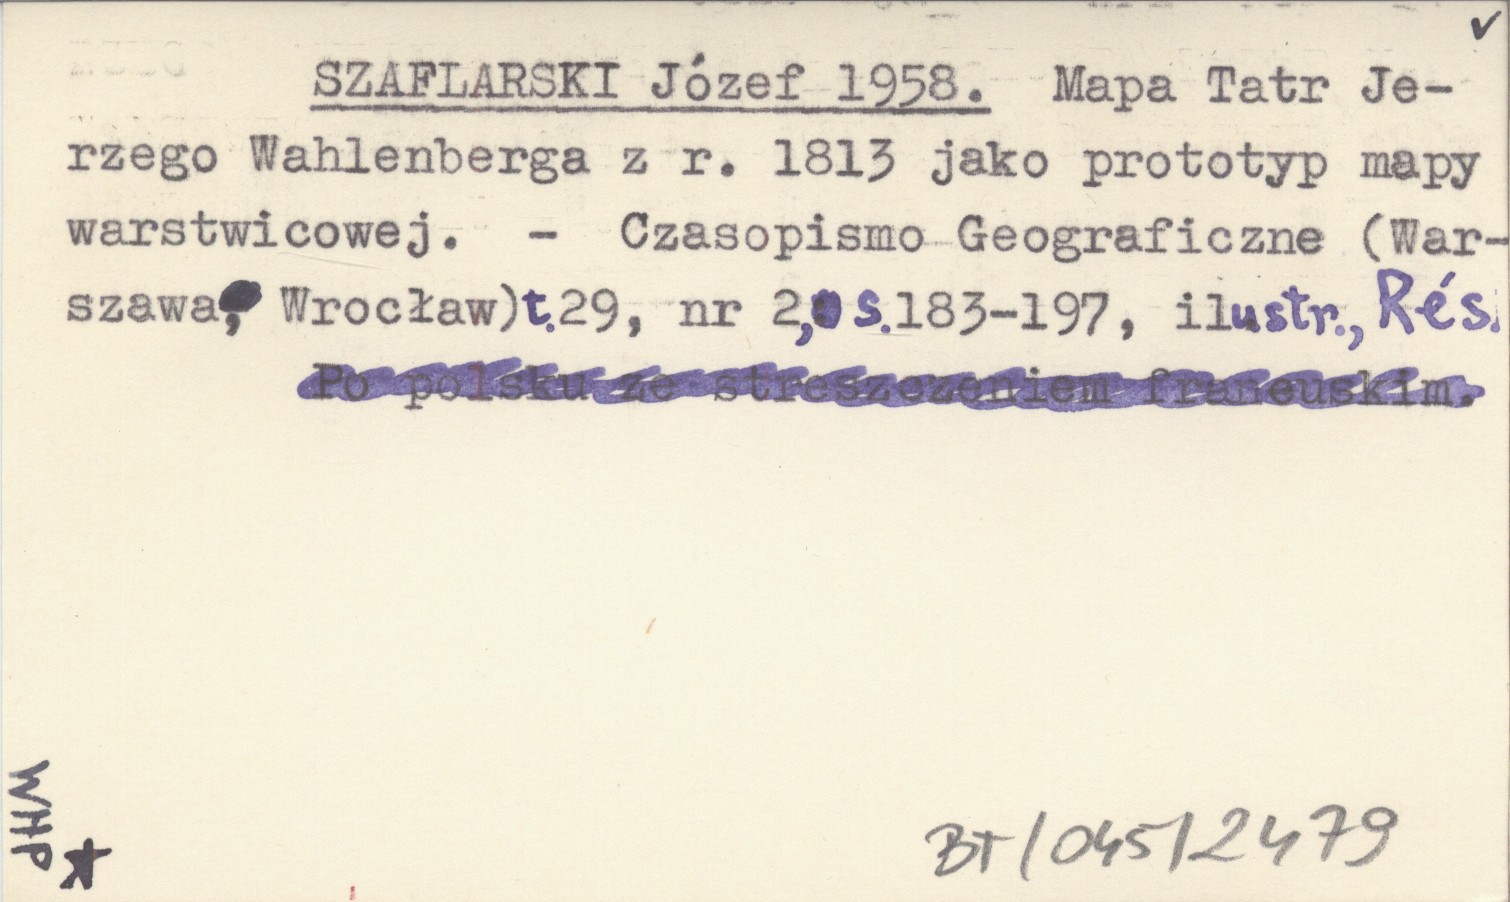 SZAFLARSKI Józef 1958. Mapa Tatr Je-
rzego Wahlenberga z r. 1813 jako prototyp mapy
warstwicowej. - Czasopismo Geograficzne (War-
szawa, Wrocław) t. 29, nr 2, s. 183-197, ilustr., Rés.
Po polsku ze streszczeniem francuskim.
WHP
BT/045/2479